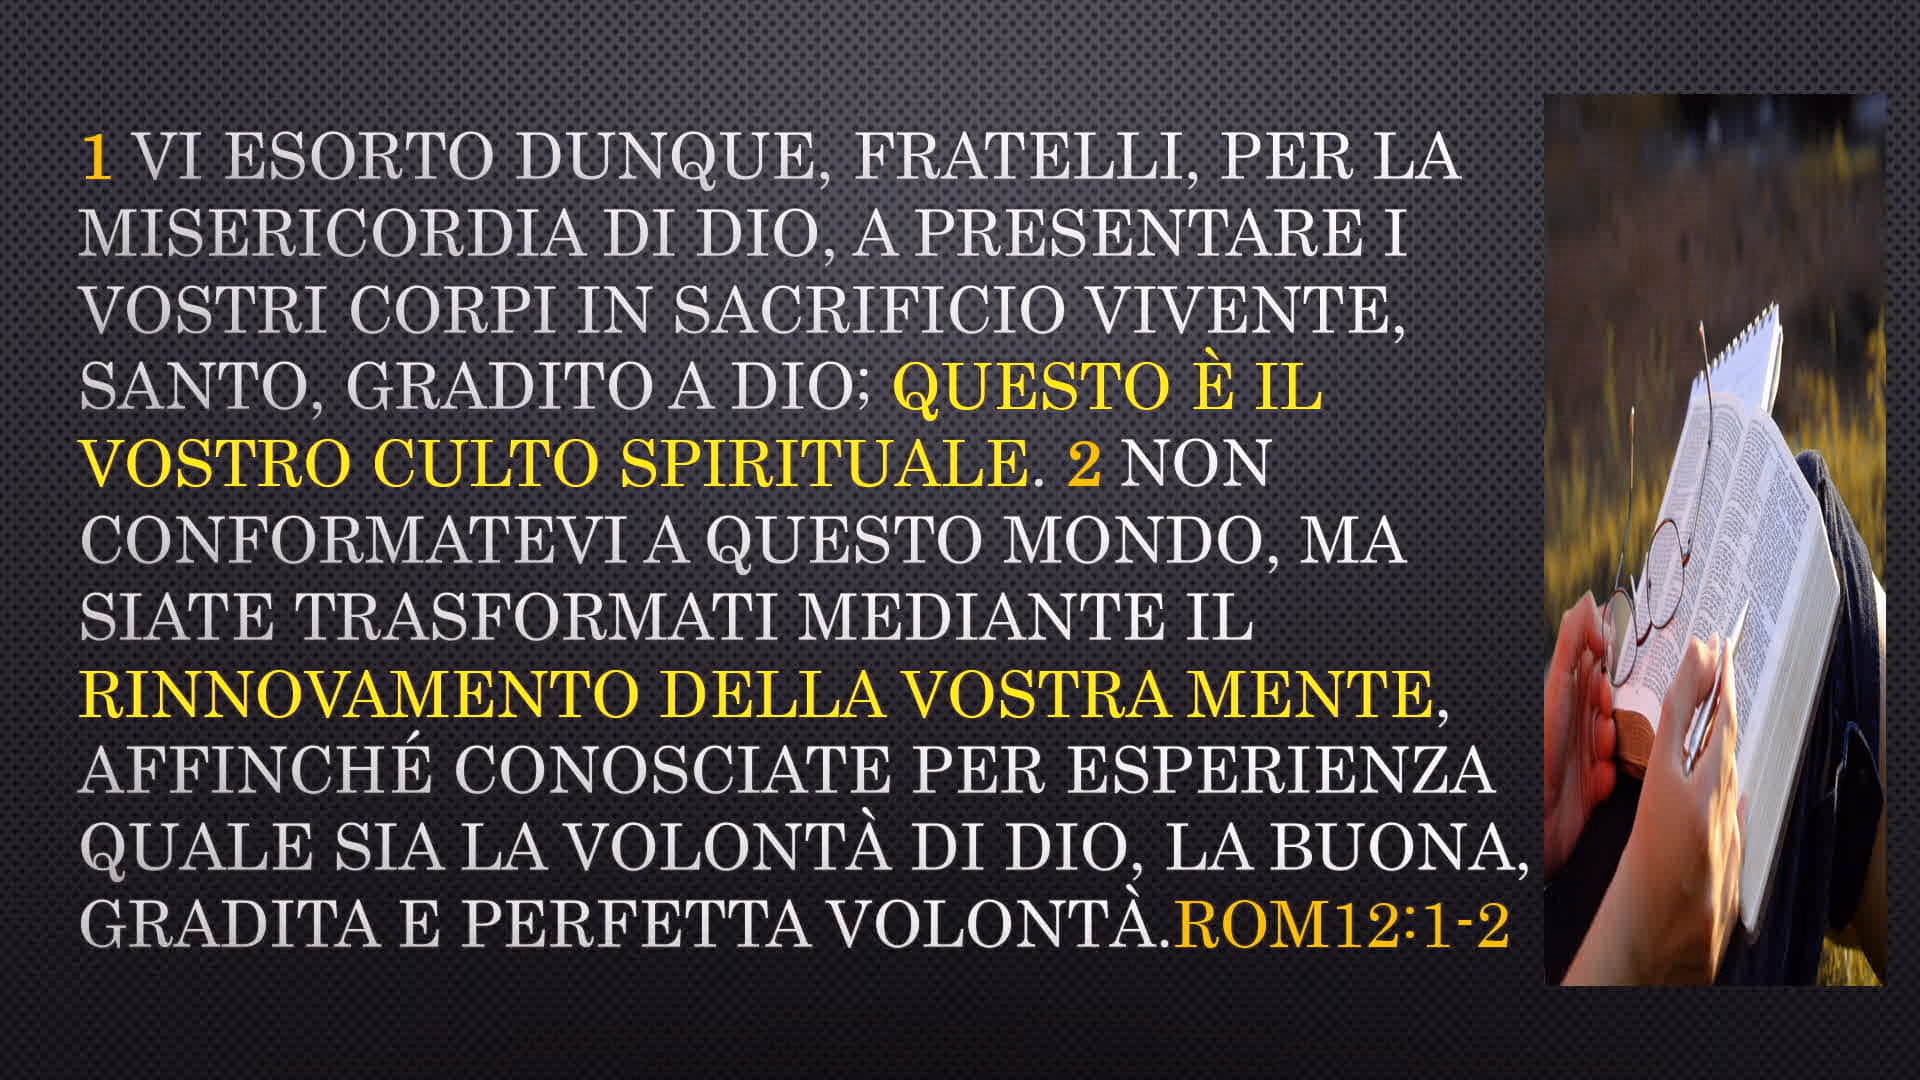 1 VI ESORTO DUNQUE, FRATELLI, PER LA
MISERICORDIA DI DIO, A PRESENTARE I
VOSTRI CORPI IN SACRIFICIO VIVENTE,
SANTO, GRADITO A DIO; QUESTO È IL
VOSTRO CULTO SPIRITUALE. 2 NON
CONFORMATEVI A QUESTO MONDO, MA
SIATE TRASFORMATI MEDIANTE IL
RINNOVAMENTO DELLA VOSTRA MENTE,
AFFINCHÉ CONOSCIATE PER ESPERIENZA
QUALE SIA LA VOLONTÀ DI DIO, LA BUONA,
GRADITA E PERFETTA VOLONTÀ.ROM12:1-2